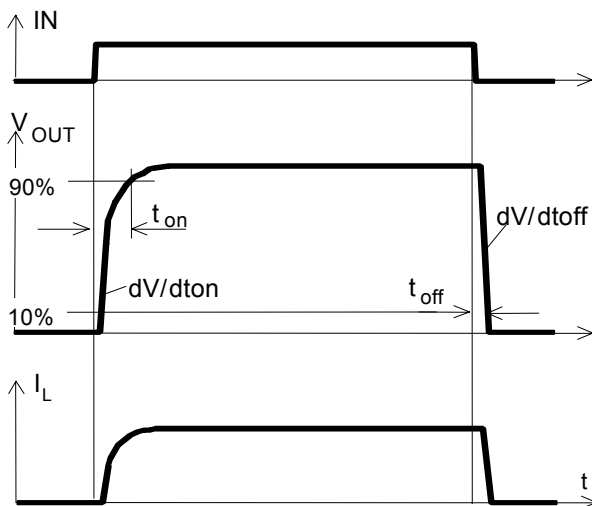 IN
V OUT
90%
t on
dV/dtoff
dV/dton
t off
10%
I L
t